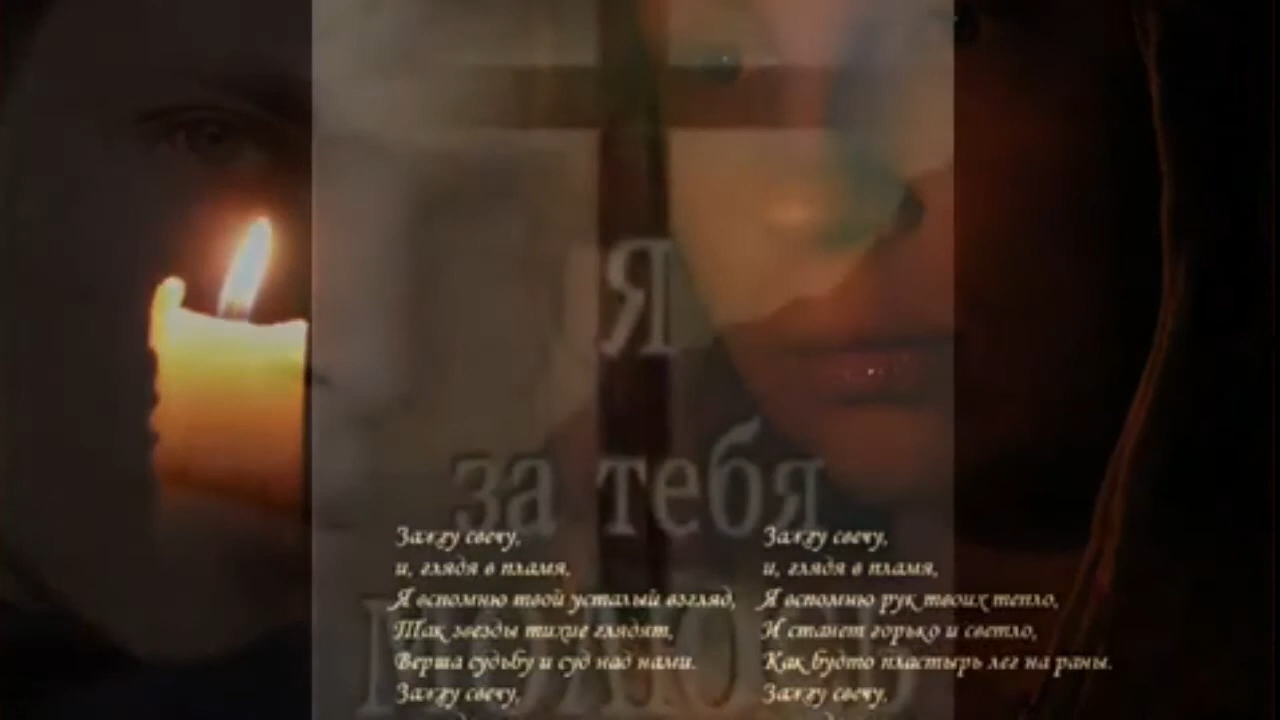 Я
за тебя
молюсь
Зажгу свечу,
и, глядя в пламя,
Я вспомню твой усталый взгляд,
Так звезды тихие глядят,
Верша судьбу и суд над нами.
Зажгу свечу,
Зажгу свечу,
и, глядя в пламя,
Я вспомню рук твоих тепло,
И станет горько и светло,
Как будто пластырь лег на раны.
Зажгу свечу,